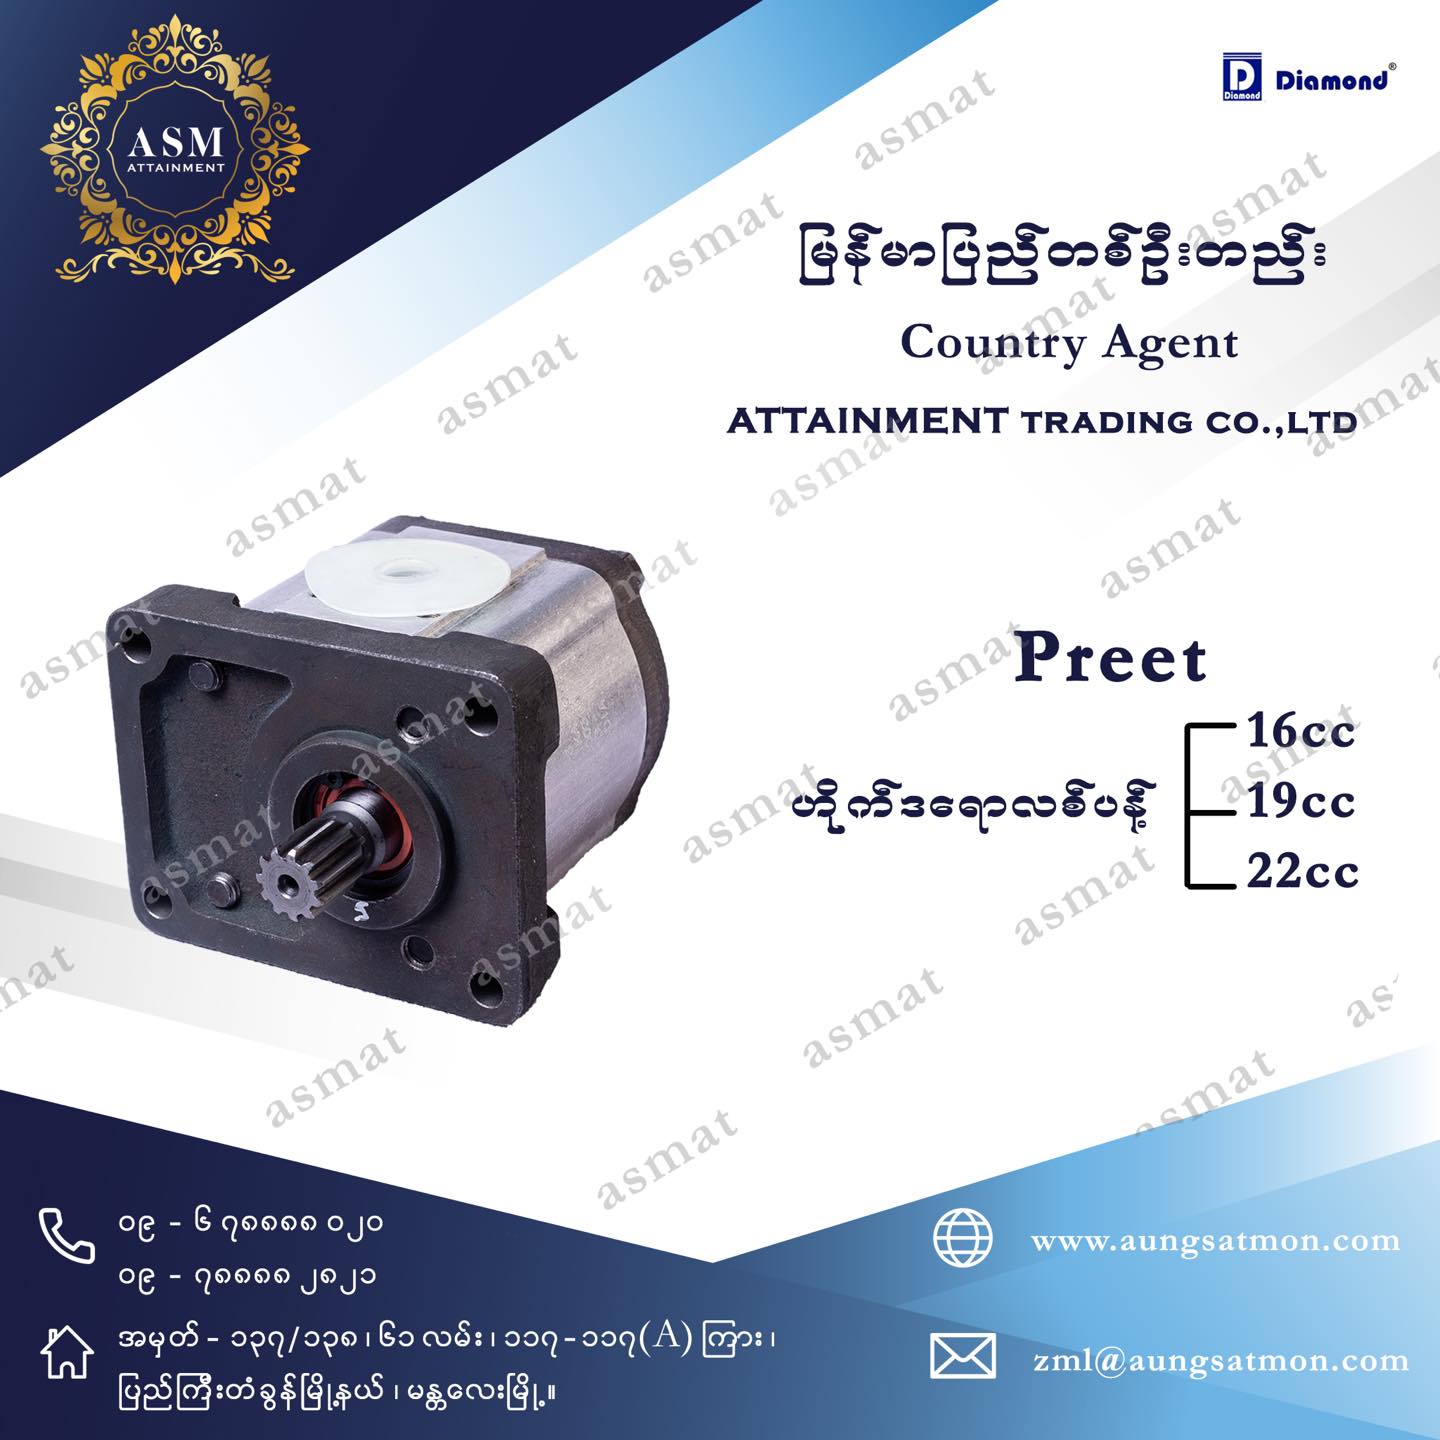 ASM
ATTAINMENT
D
Diamond
Diamond®
မြန်မာပြည်တစ်ဦးတည်း
Country Agent
ATTAINMENT TRADING CO.,LTD
Preet
ဟိုက်ဒရောလစ်ပန့်
16cc
19cc
22cc
၀၉ - ၆ ၇၈၈၈၈ ၀၂၀
၀၉ - ၇၈၈၈၈ ၂၈၂၁
အမှတ် - ၁၃၇/၁၃၈ ၊ ၆၁ လမ်း ၊ ၁၁၇ - ၁၁၇(A) ကြား ၊
ပြည်ကြီးတံခွန်မြို့နယ် ၊ မန္တလေးမြို့။
www.aungsatmon.com
zml@aungsatmon.com
asmat